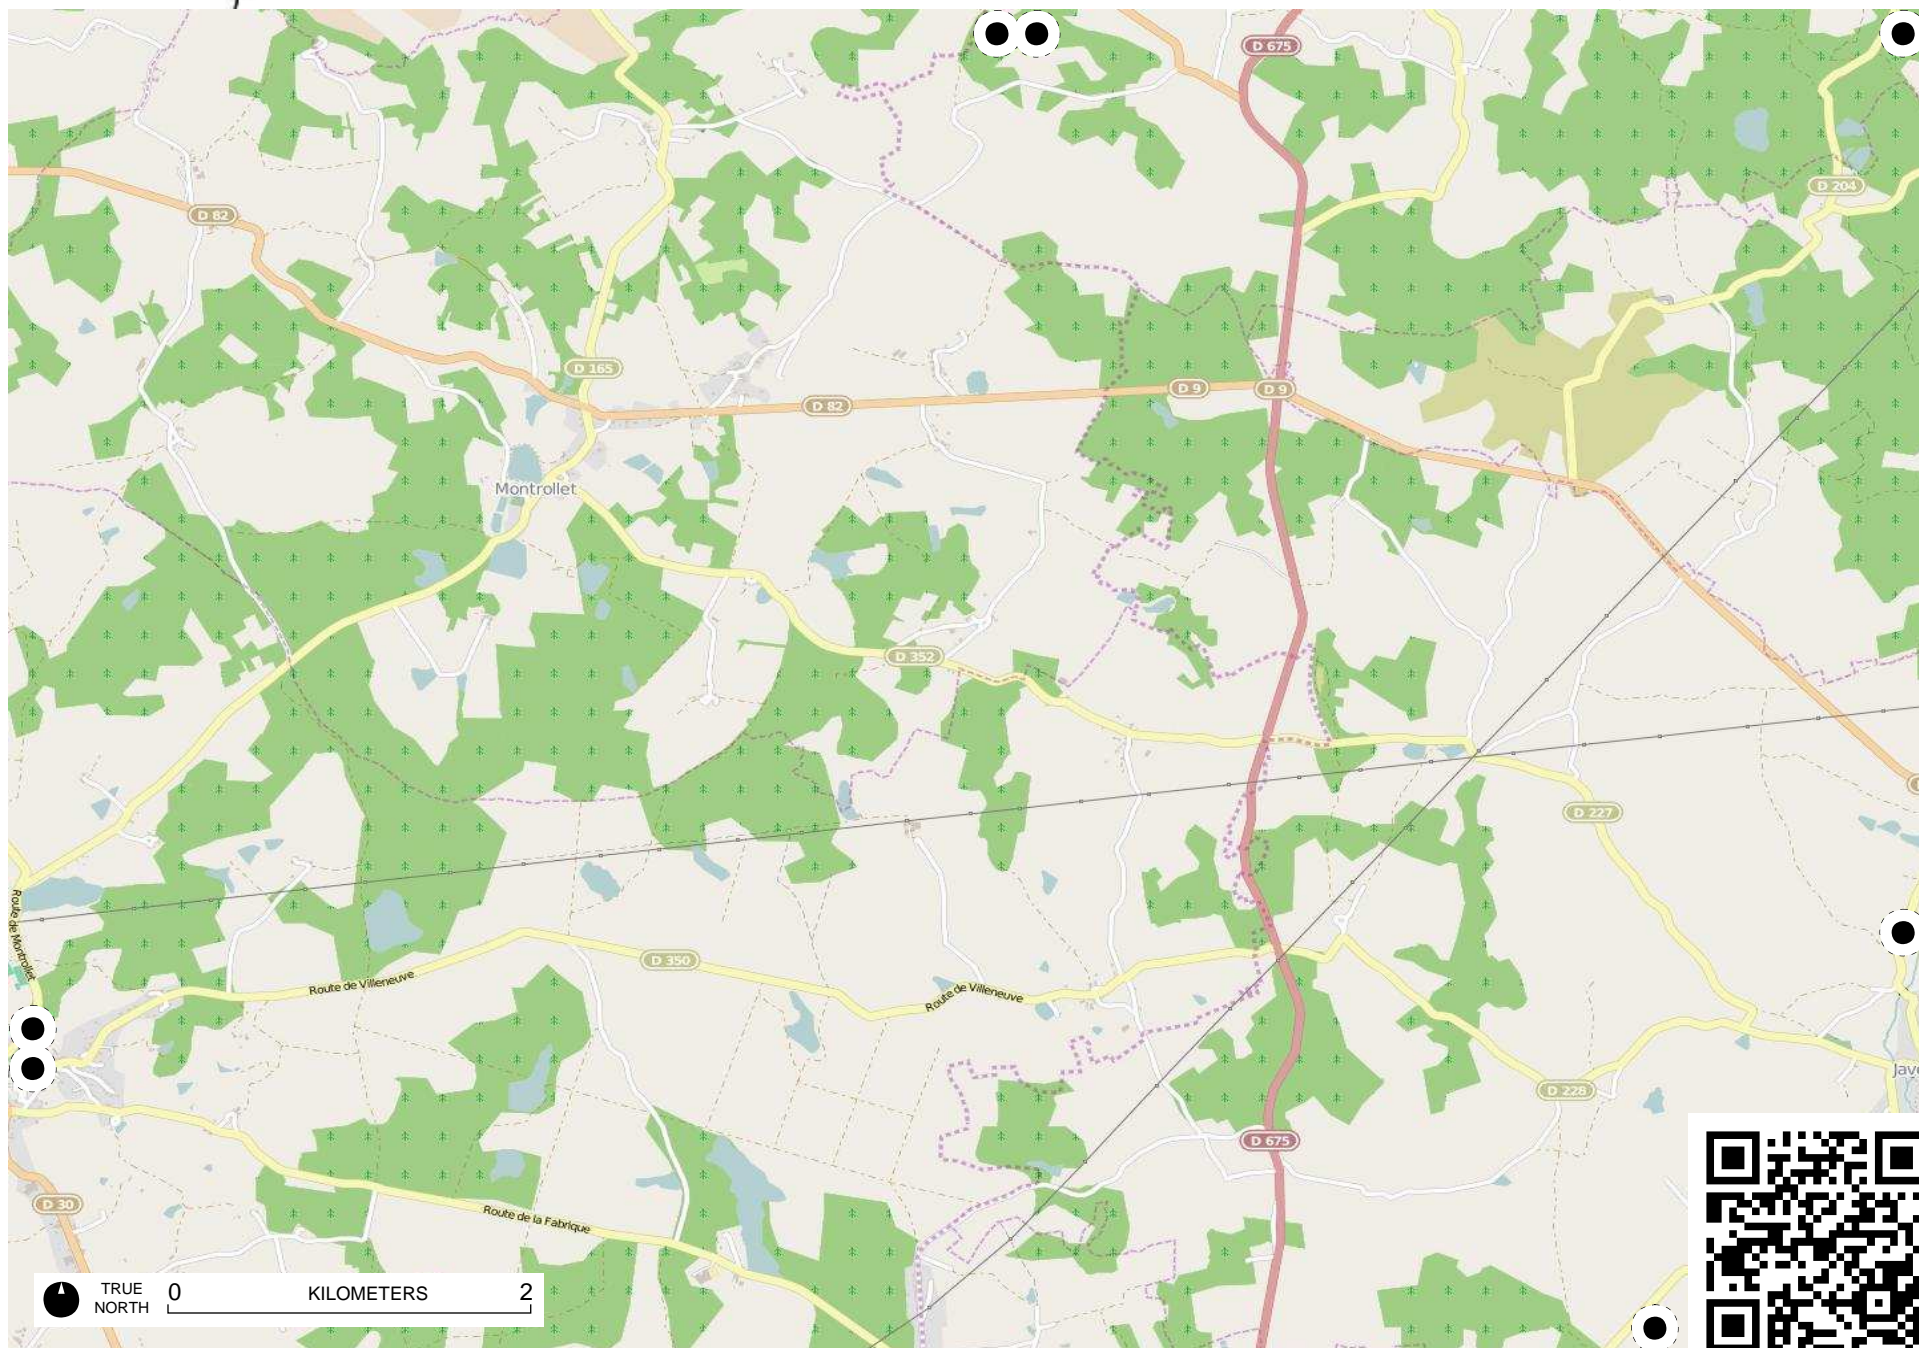 D 675
D 204
D 82
D 165
D 9
D 9
D 82
Montrollet
D 352
D 227
Route de Montrollet
D 350
Route de Villeneuve
Route de Villeneuve
D 228
D 675
D 30
Route de la Fabrique
TRUE
NORTH
0
KILOMETERS
2